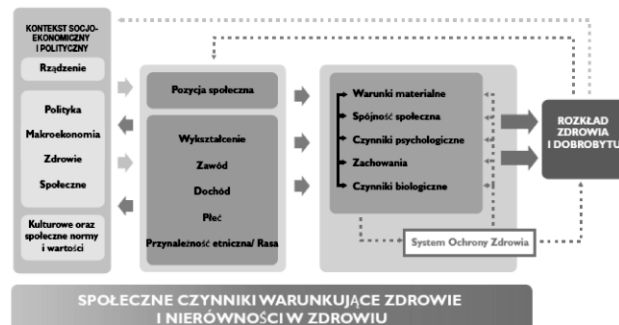 KONTEKST SOCJO-
EKONOMICZNY
I POLITYCZNY
Rządzenie
Polityka
Makroekonomia
Zdrowie
Społeczne
Kulturowe oraz
społeczne normy
i wartości
Pozycja społeczna
Wykształcenie
Zawód
Dochód
Płeć
Przynależność etniczna/ Rasa
Warunki materialne
Spójność społeczna
Czynniki psychologiczne
Zachowania
Czynniki biologiczne
System Ochrony Zdrowia
ROZKŁAD
ZDROWIA
I DOBROBYTU
SPOŁECZNE CZYNNIKI WARUNKUJĄCE ZDROWIE
I NIERÓWNOŚCI W ZDROWIU